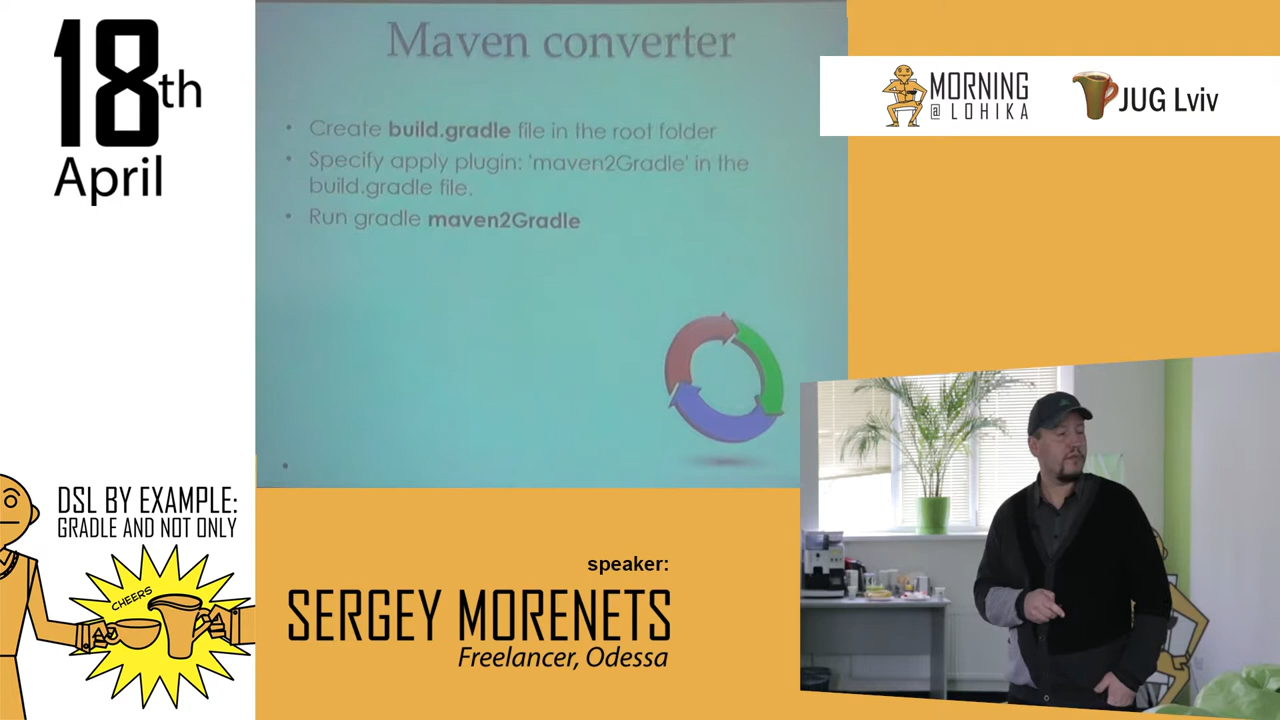 18th
April
Maven converter
• Create build.gradle file in the root folder
• Specify apply plugin: 'maven2Gradle' in the
build.gradle file.
• Run gradle maven2Gradle
•
MORNING
@ LOHIKA
JUG Lviv
DSL BY EXAMPLE:
GRADLE AND NOT ONLY
CHEERS
speaker:
SERGEY MORENETS
Freelancer, Odessa